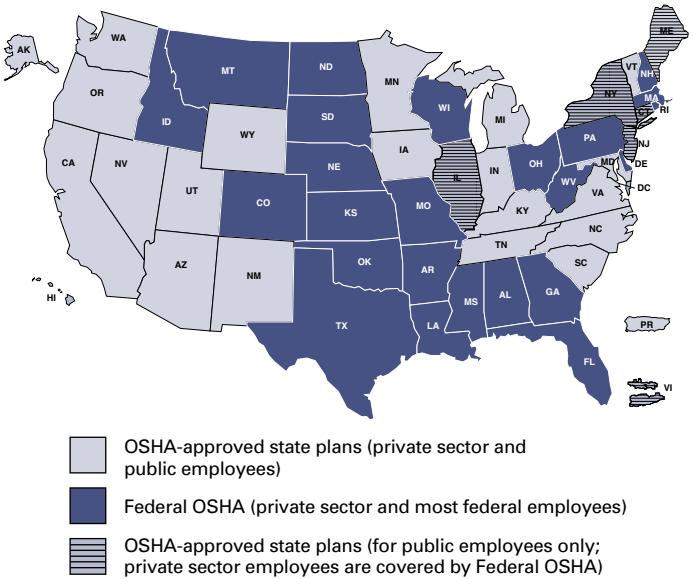 AK
WA
OR
CA
NV
ID
MT
WY
UT
AZ
CO
NM
ND
SD
NE
KS
OK
TX
MN
IA
MO
AR
LA
WI
IL
MI
IN
OH
KY
TN
MS
AL
GA
FL
SC
NC
VA
WV
PA
NY
VT
NH
ME
MA
RI
CT
NJ
DE
MD
DC
HI
PR
VI
OSHA-approved state plans (private sector and
public employees)
Federal OSHA (private sector and most federal employees)
OSHA-approved state plans (for public employees only;
private sector employees are covered by Federal OSHA)